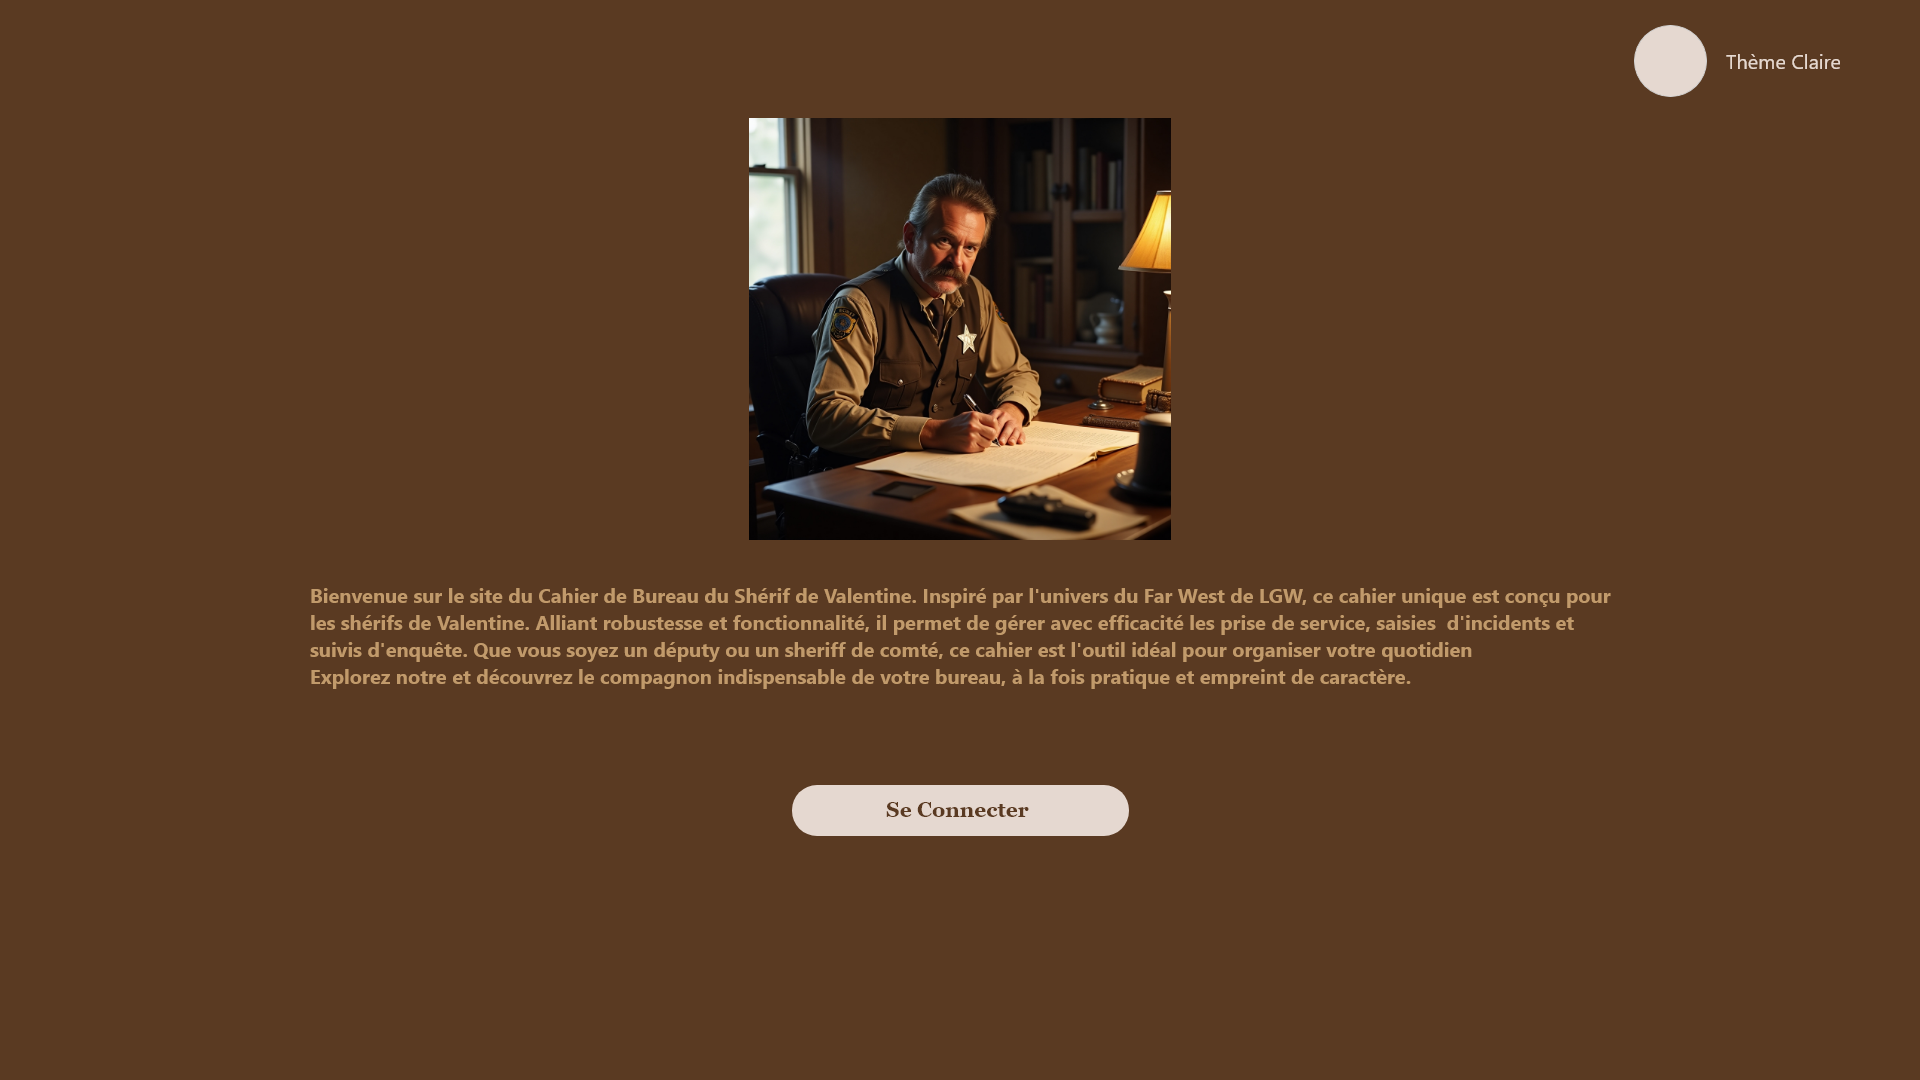 Thème Claire
Bienvenue sur le site du Cahier de Bureau du Shérif de Valentine. Inspiré par l'univers du Far West de LGW, ce cahier unique est conçu pour
les shérifs de Valentine. Alliant robustesse et fonctionnalité, il permet de gérer avec efficacité les prise de service, saisies  d'incidents et
suivis d'enquête. Que vous soyez un députy ou un sheriff de comté, ce cahier est l'outil idéal pour organiser votre quotidien
Explorez notre et découvrez le compagnon indispensable de votre bureau, à la fois pratique et empreint de caractère.
Se Connecter